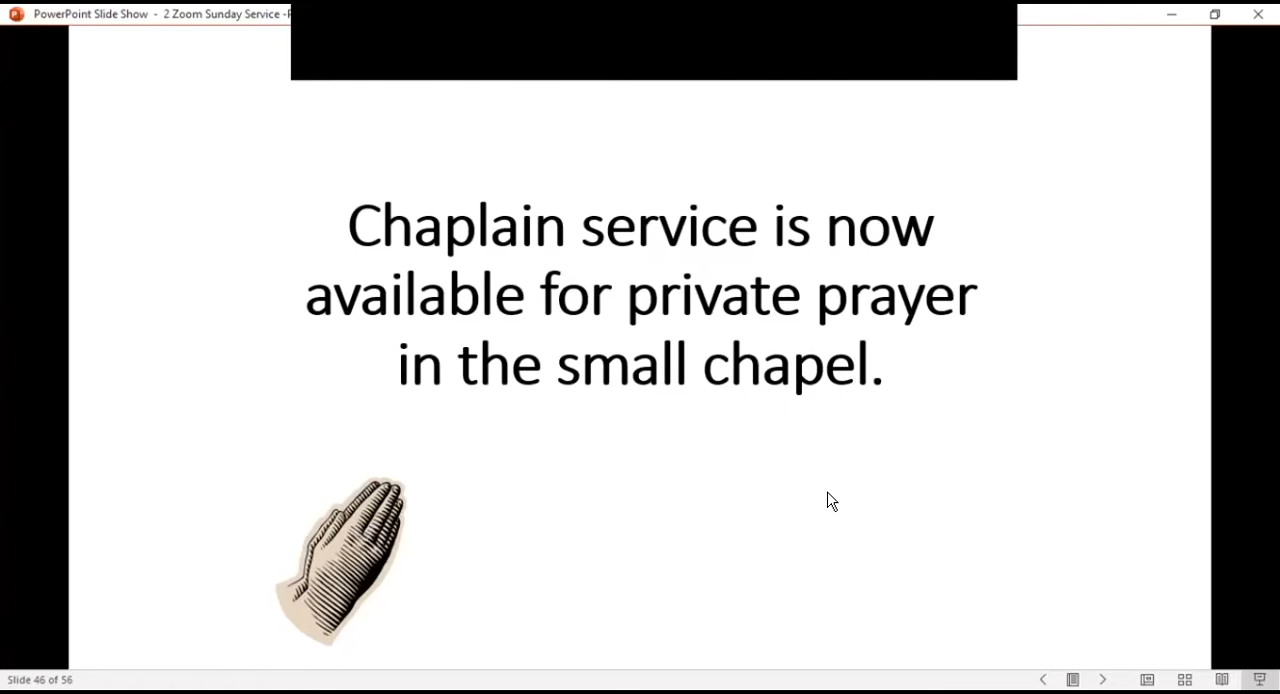 PowerPoint Slide Show - 2 Zoom Sunday Service -
Chaplain service is now
available for private prayer
in the small chapel.
Slide 46 of 56